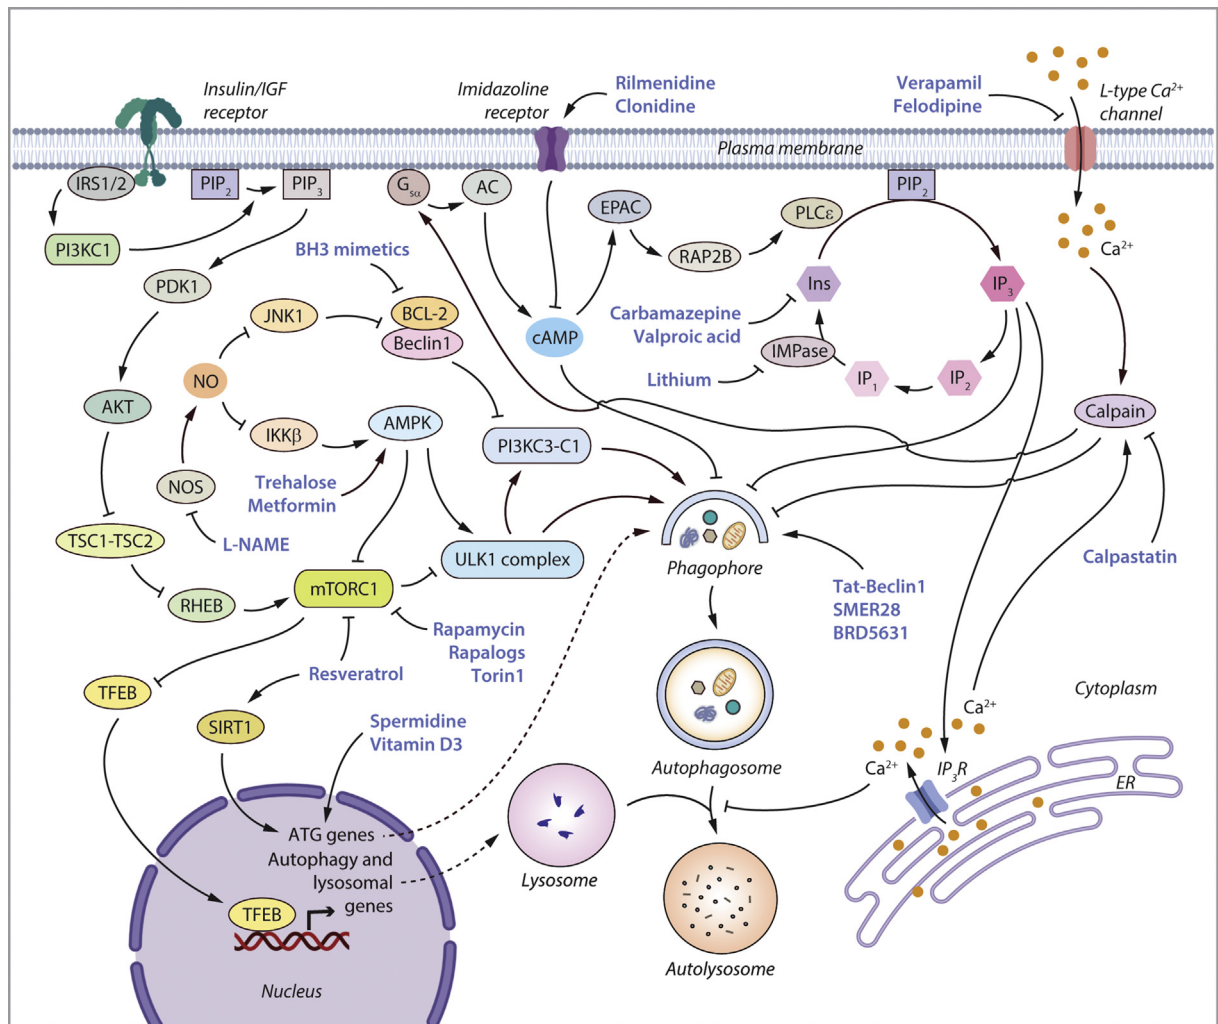 Insulin/IGF
receptor
Imidazoline
receptor
Rilmenidine
Clonidine
Verapamil
Felodipine
L-type Ca²⁺
channel
Plasma membrane
IRS1/2
PIP₂
PIP₃
Gₛα
AC
PIP₂
EPAC
PLCε
PI3KC1
BH3 mimetics
RAP2B
Ca²⁺
PDK1
Ins
IP₃
JNK1
BCL-2
Beclin1
cAMP
Carbamazepine
Valproic acid
IMPase
Lithium
IP₁
IP₂
NO
AKT
IKKβ
AMPK
PI3KC3-C1
Calpain
NOS
Trehalose
Metformin
L-NAME
TSC1-TSC2
ULK1 complex
Phagophore
Calpastatin
RHEB
mTORC1
Tat-Beclin1
SMER28
BRD5631
Rapamycin
Rapalogs
Torin1
Resveratrol
TFEB
SIRT1
Spermidine
Vitamin D3
Cytoplasm
Ca²⁺
Autophagosome
Ca²⁺
IP₃R
ER
ATG genes
Autophagy and
lysosomal
genes
Lysosome
TFEB
Autolysosome
Nucleus